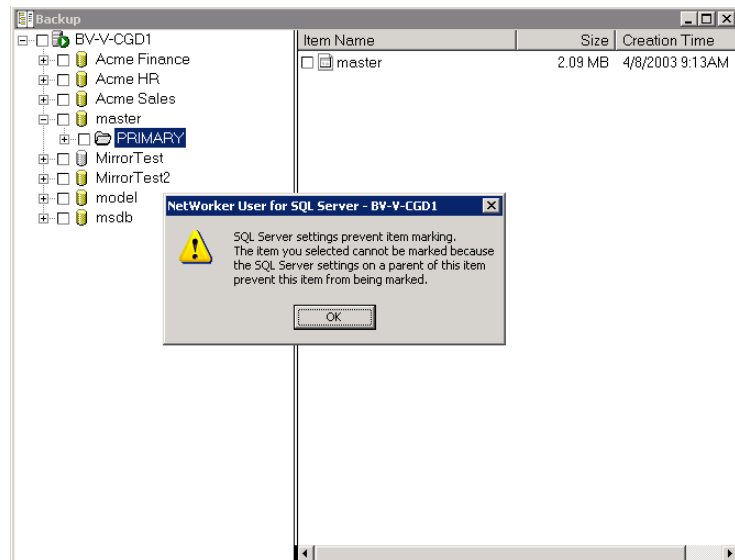 Backup
BV-V-CGD1
Acme Finance
Acme HR
Acme Sales
master
PRIMARY
MirrorTest
MirrorTest2
model
msdb
Item Name Size Creation Time
master 2.09 MB 4/8/2003 9:13AM
NetWorker User for SQL Server - BV-V-CGD1
SQL Server settings prevent item marking.
The item you selected cannot be marked because
the SQL Server settings on a parent of this item
prevent this item from being marked.
OK